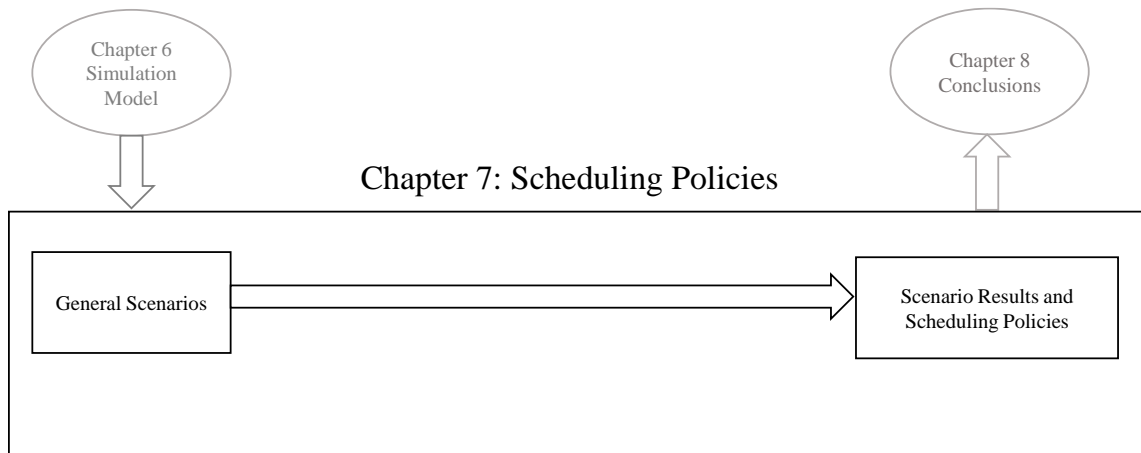 Chapter 6
Simulation
Model
Chapter 8
Conclusions
Chapter 7: Scheduling Policies
General Scenarios
Scenario Results and
Scheduling Policies